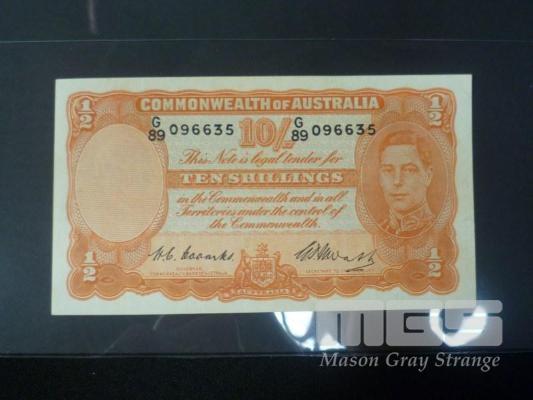 1/2 COMMONWEALTH OF AUSTRALIA 1/2
G/89 096635 10/- G/89 096635
This Note is legal tender for
TEN SHILLINGS
in the Commonwealth and in all
Territories under the control of
the Commonwealth.
1/2 1/2
GOVERNOR
AUSTRALIA
MGS
Mason Gray Strange